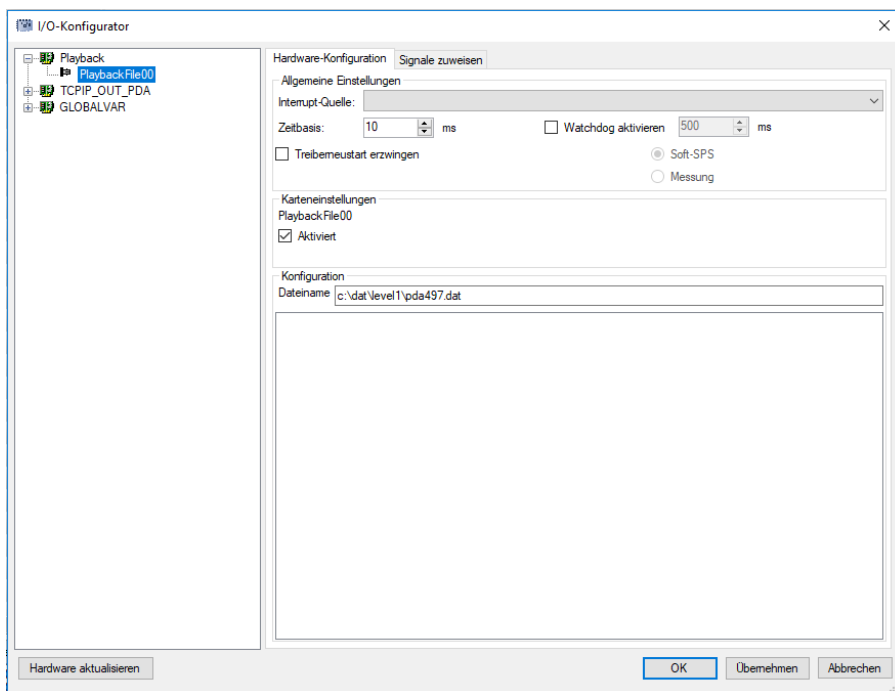 I/O-Konfigurator
Playback
PlaybackFile00
TCPIP_OUT_PDA
GLOBALVAR
Hardware-Konfiguration Signale zuweisen
Allgemeine Einstellungen
Interrupt-Quelle:
Zeitbasis: 10 ms Watchdog aktivieren 500 ms
Treiberneustart erzwingen Soft-SPS
Messung
Karteneinstellungen
PlaybackFile00
Aktiviert
Konfiguration
Dateiname c:\dat\level1\pda497.dat
Hardware aktualisieren OK Übernehmen Abbrechen